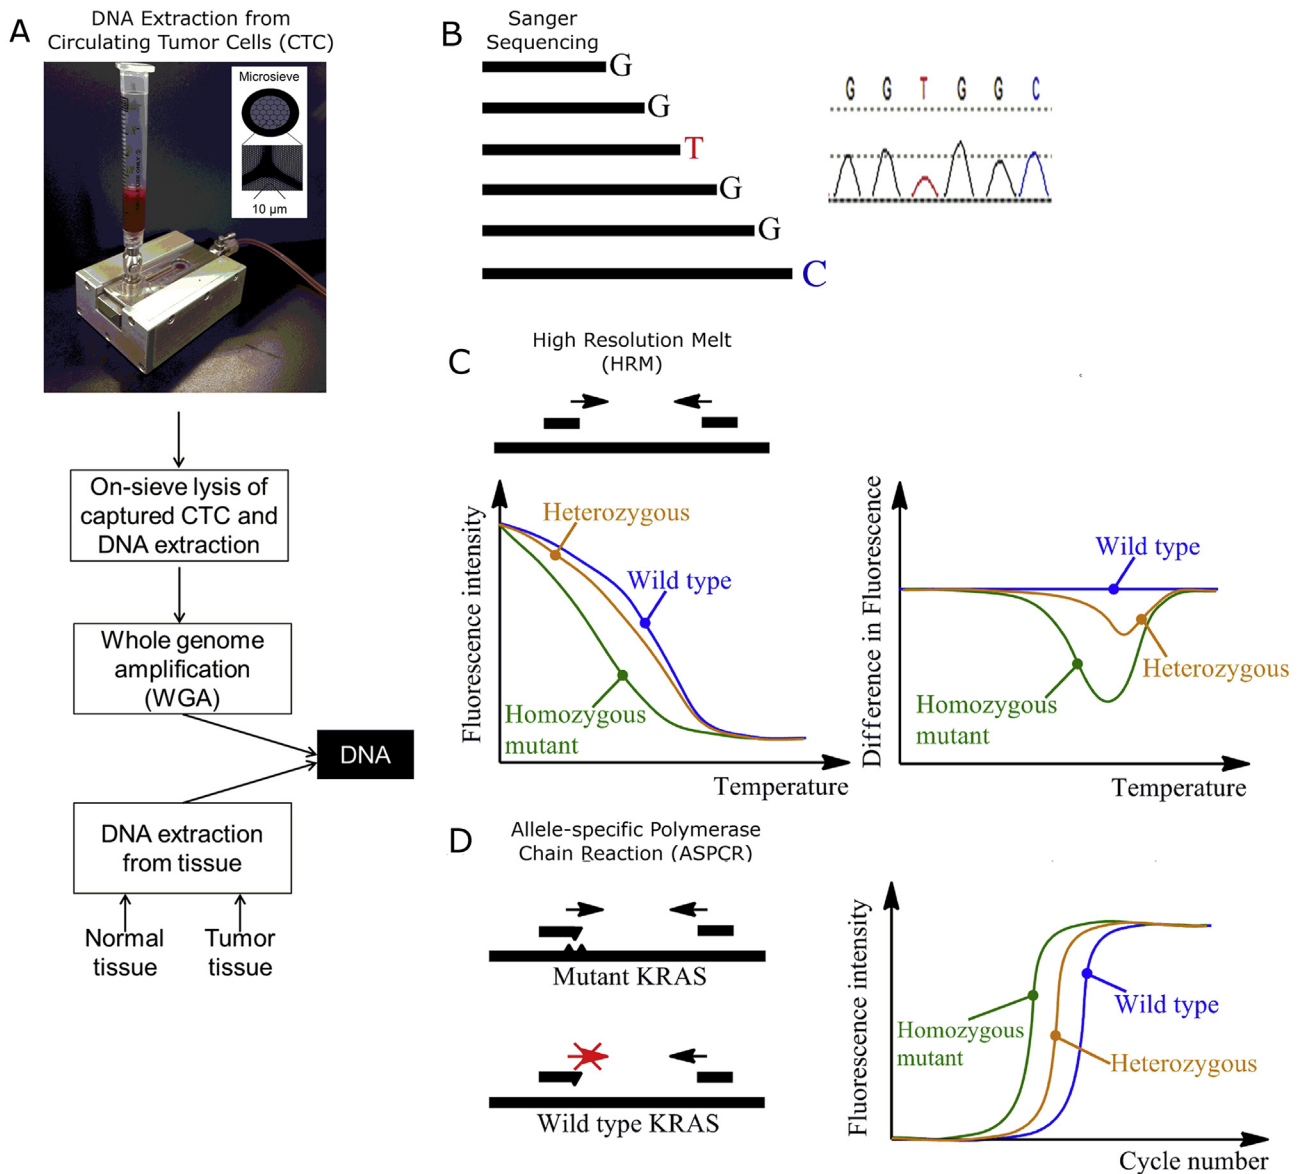 A
DNA Extraction from
Circulating Tumor Cells (CTC)
Microsieve
10 µm
On-sieve lysis of
captured CTC and
DNA extraction
Whole genome
amplification
(WGA)
DNA
DNA extraction
from tissue
Normal
tissue
Tumor
tissue
B
Sanger
Sequencing
G
G
T
G
G
C
G G T G G C
C
High Resolution Melt
(HRM)
Fluorescence intensity
Heterozygous
Wild type
Homozygous
mutant
Temperature
Difference in Fluorescence
Wild type
Heterozygous
Homozygous
mutant
Temperature
D
Allele-specific Polymerase
Chain Reaction (ASPCR)
Mutant KRAS
Wild type KRAS
Fluorescence intensity
Homozygous
mutant
Wild type
Heterozygous
Cycle number